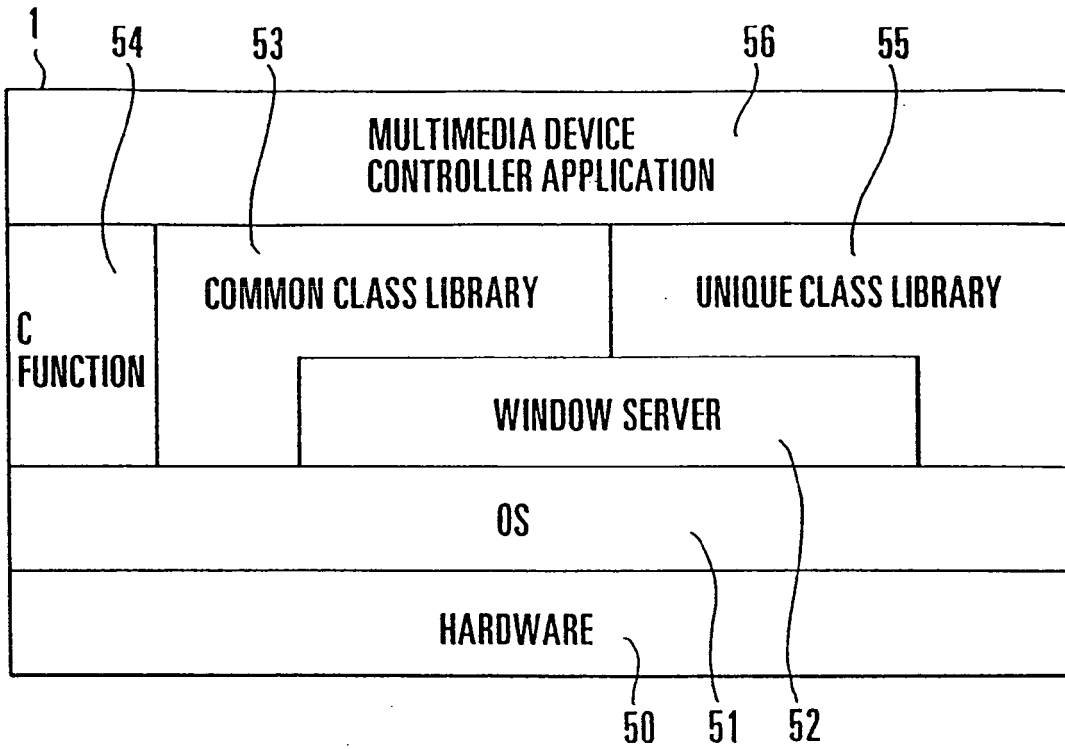 1
54
53
56
55
MULTIMEDIA DEVICE
CONTROLLER APPLICATION
COMMON CLASS LIBRARY
UNIQUE CLASS LIBRARY
C
FUNCTION
WINDOW SERVER
OS
HARDWARE
50
51
52